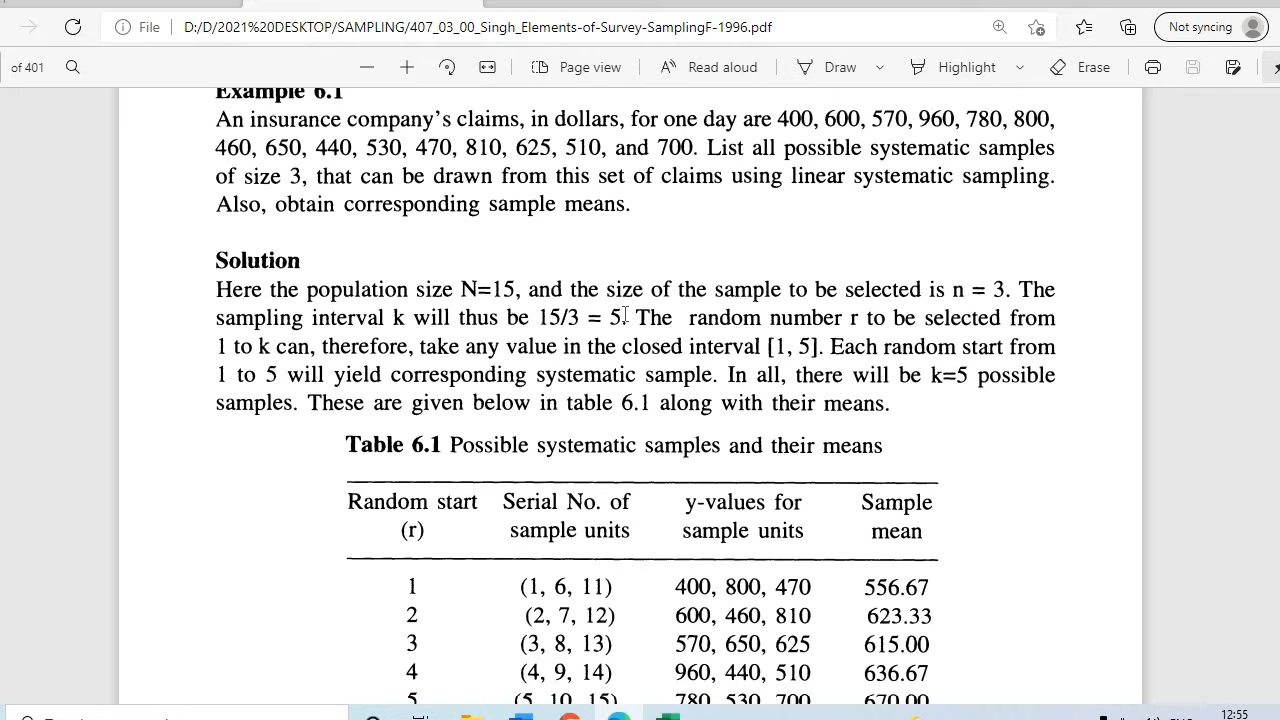 File D:/D/2021%20DESKTOP/SAMPLING/407_03_00_Singh_Elements-of-Survey-SamplingF-1996.pdf Not syncing
of 401 Page view Read aloud Draw Highlight Erase
Example 6.1
An insurance company's claims, in dollars, for one day are 400, 600, 570, 960, 780, 800,
460, 650, 440, 530, 470, 810, 625, 510, and 700. List all possible systematic samples
of size 3, that can be drawn from this set of claims using linear systematic sampling.
Also, obtain corresponding sample means.
Solution
Here the population size N=15, and the size of the sample to be selected is n = 3. The
sampling interval k will thus be 15/3 = 5. The random number r to be selected from
1 to k can, therefore, take any value in the closed interval [1, 5]. Each random start from
1 to 5 will yield corresponding systematic sample. In all, there will be k=5 possible
samples. These are given below in table 6.1 along with their means.
Table 6.1 Possible systematic samples and their means
Random start Serial No. of y-values for Sample
(r) sample units sample units mean
1 (1, 6, 11) 400, 800, 470 556.67
2 (2, 7, 12) 600, 460, 810 623.33
3 (3, 8, 13) 570, 650, 625 615.00
4 (4, 9, 14) 960, 440, 510 636.67
5 (5, 10, 15) 780, 530, 700 670.00
12:55